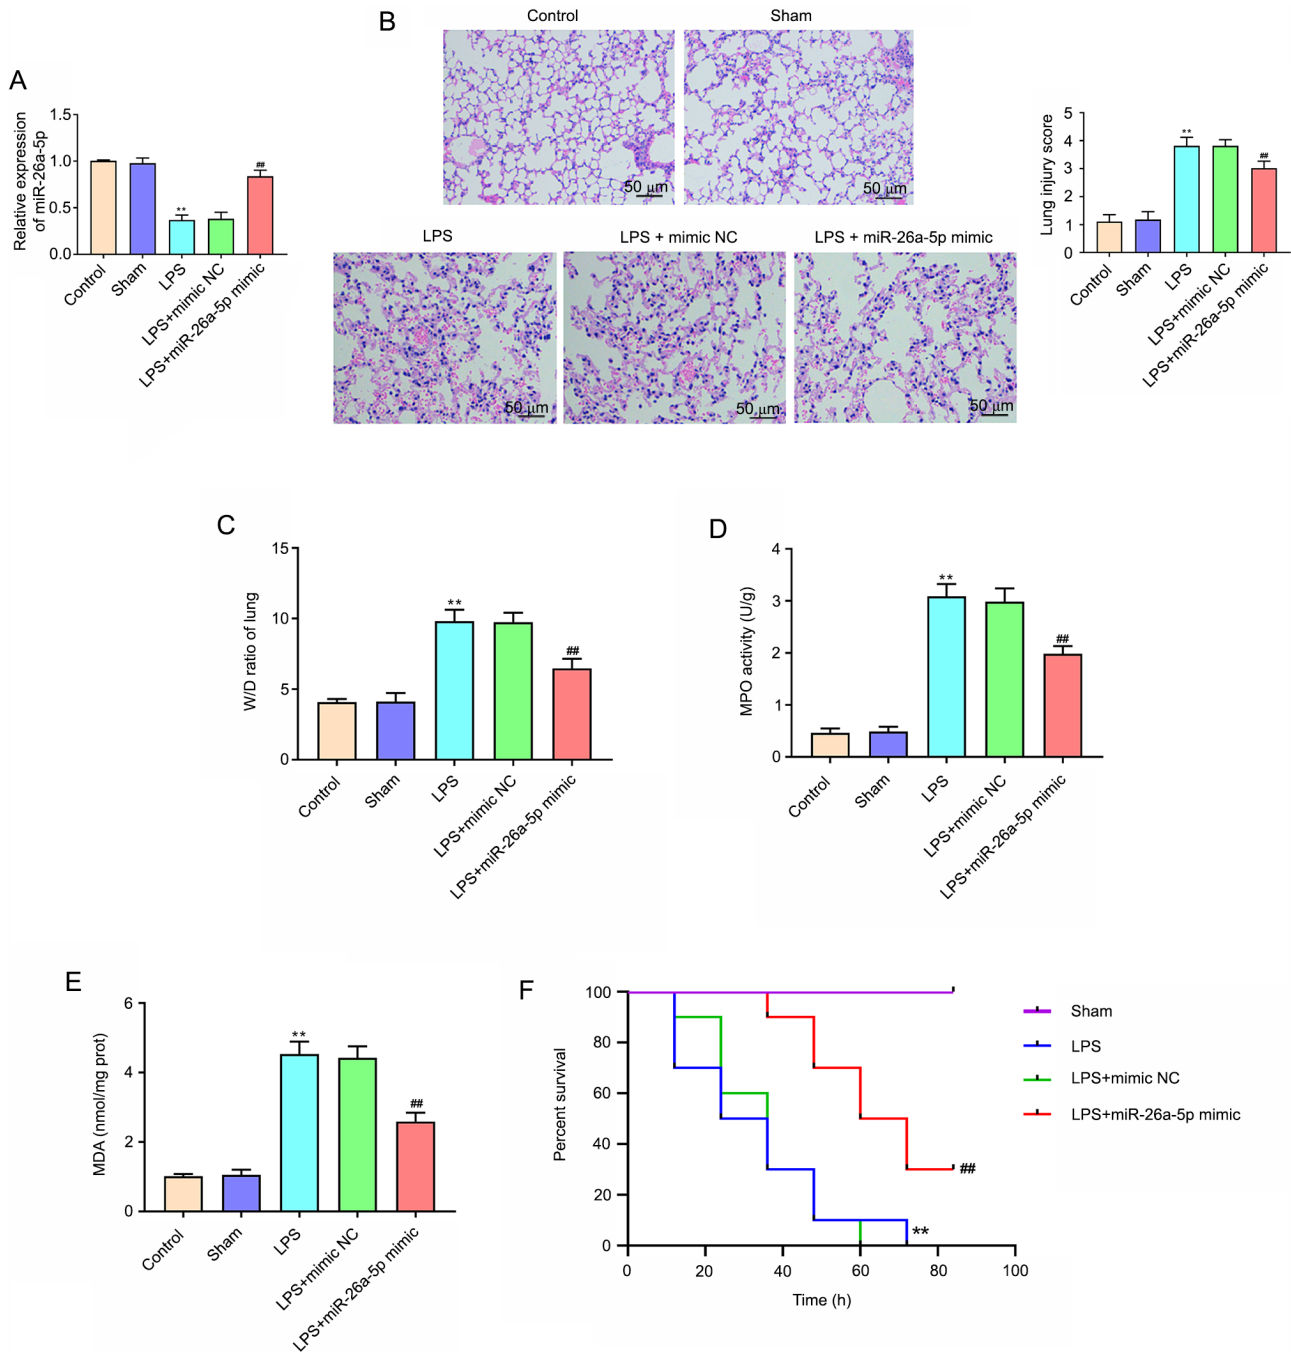 A
Relative expression
of miR-26a-5p
1.5
1.0
0.5
0.0
**
##
Control
Sham
LPS
LPS+mimic NC
LPS+miR-26a-5p mimic
B
Control
Sham
50 μm
50 μm
LPS
LPS + mimic NC
LPS + miR-26a-5p mimic
50 μm
50 μm
50 μm
Lung injury score
5
4
3
2
1
0
**
##
Control
Sham
LPS
LPS+mimic NC
LPS+miR-26a-5p mimic
C
W/D ratio of lung
15
10
5
0
**
##
Control
Sham
LPS
LPS+mimic NC
LPS+miR-26a-5p mimic
D
MPO activity (U/g)
4
3
2
1
0
**
##
Control
Sham
LPS
LPS+mimic NC
LPS+miR-26a-5p mimic
E
MDA (nmol/mg prot)
6
4
2
0
**
##
Control
Sham
LPS
LPS+mimic NC
LPS+miR-26a-5p mimic
F
Percent survival
100
80
60
40
20
0
##
**
0 20 40 60 80 100
Time (h)
Sham
LPS
LPS+mimic NC
LPS+miR-26a-5p mimic